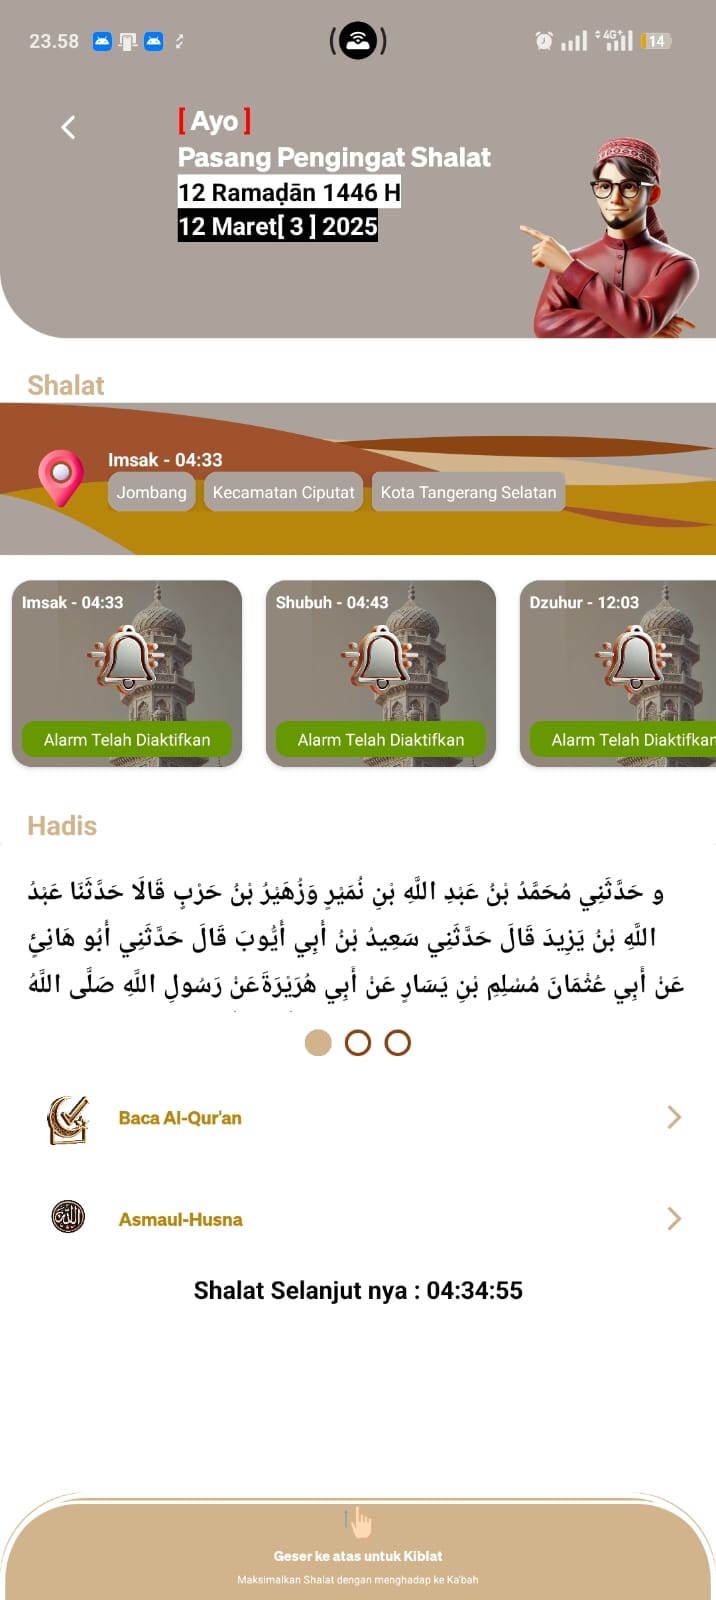 23.58
4G+
14
[ Ayo ]
Pasang Pengingat Shalat
12 Ramaḍān 1446 H
12 Maret[ 3 ] 2025
Shalat
Imsak - 04:33
Jombang
Kecamatan Ciputat
Kota Tangerang Selatan
Imsak - 04:33
Shubuh - 04:43
Dzuhur - 12:03
Alarm Telah Diaktifkan
Alarm Telah Diaktifkan
Alarm Telah Diaktifkan
Hadis
و حَدَّثَنِي مُحَمَّدُ بْنُ عَبْدِ اللَّهِ بْنِ نُمَيْرٍ وَزُهَيْرُ بْنُ حَرْبٍ قَالَا حَدَّثَنَا عَبْدُ
اللَّهِ بْنُ يَزِيدَ قَالَ حَدَّثَنِي سَعِيدُ بْنُ أَبِي أَيُّوبَ قَالَ حَدَّثَنِي أَبُو هَانِئٍ
عَنْ أَبِي عُثْمَانَ مُسْلِمِ بْنِ يَسَارٍ عَنْ أَبِي هُرَيْرَةَعَنْ رَسُولِ اللَّهِ صَلَّى اللَّهُ
Baca Al-Qur'an
Asmaul-Husna
Shalat Selanjut nya : 04:34:55
Geser ke atas untuk Kiblat
Maksimalkan Shalat dengan menghadap ke Ka'bah